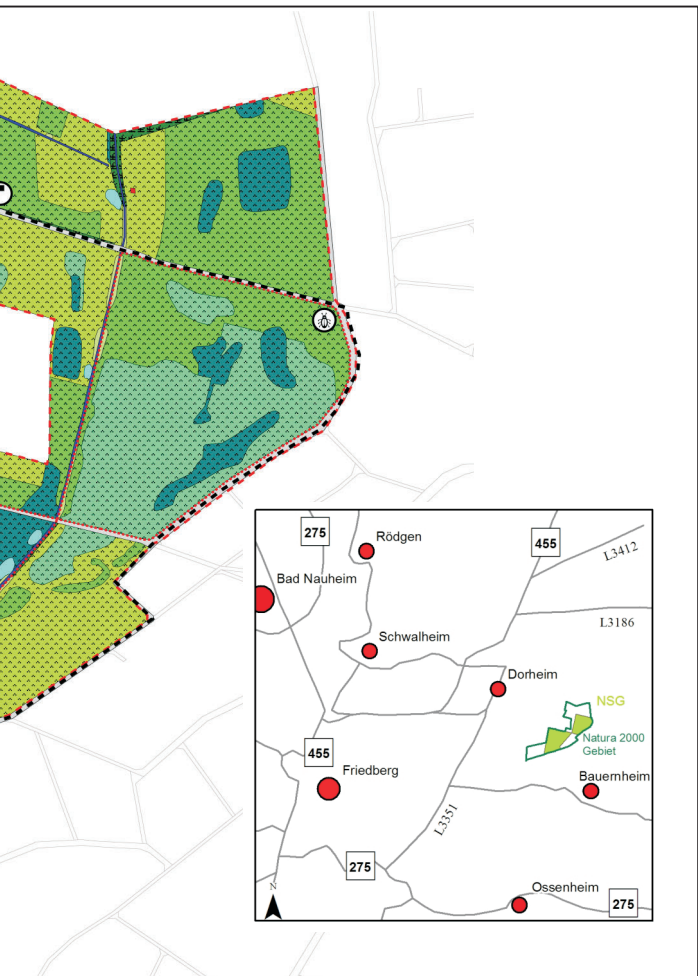 275
Rödgen
455
L3412
Bad Nauheim
L3186
Schwalheim
Dorheim
NSG
Natura 2000
Gebiet
455
Friedberg
Bauernheim
L3351
275
N
Ossenheim
275